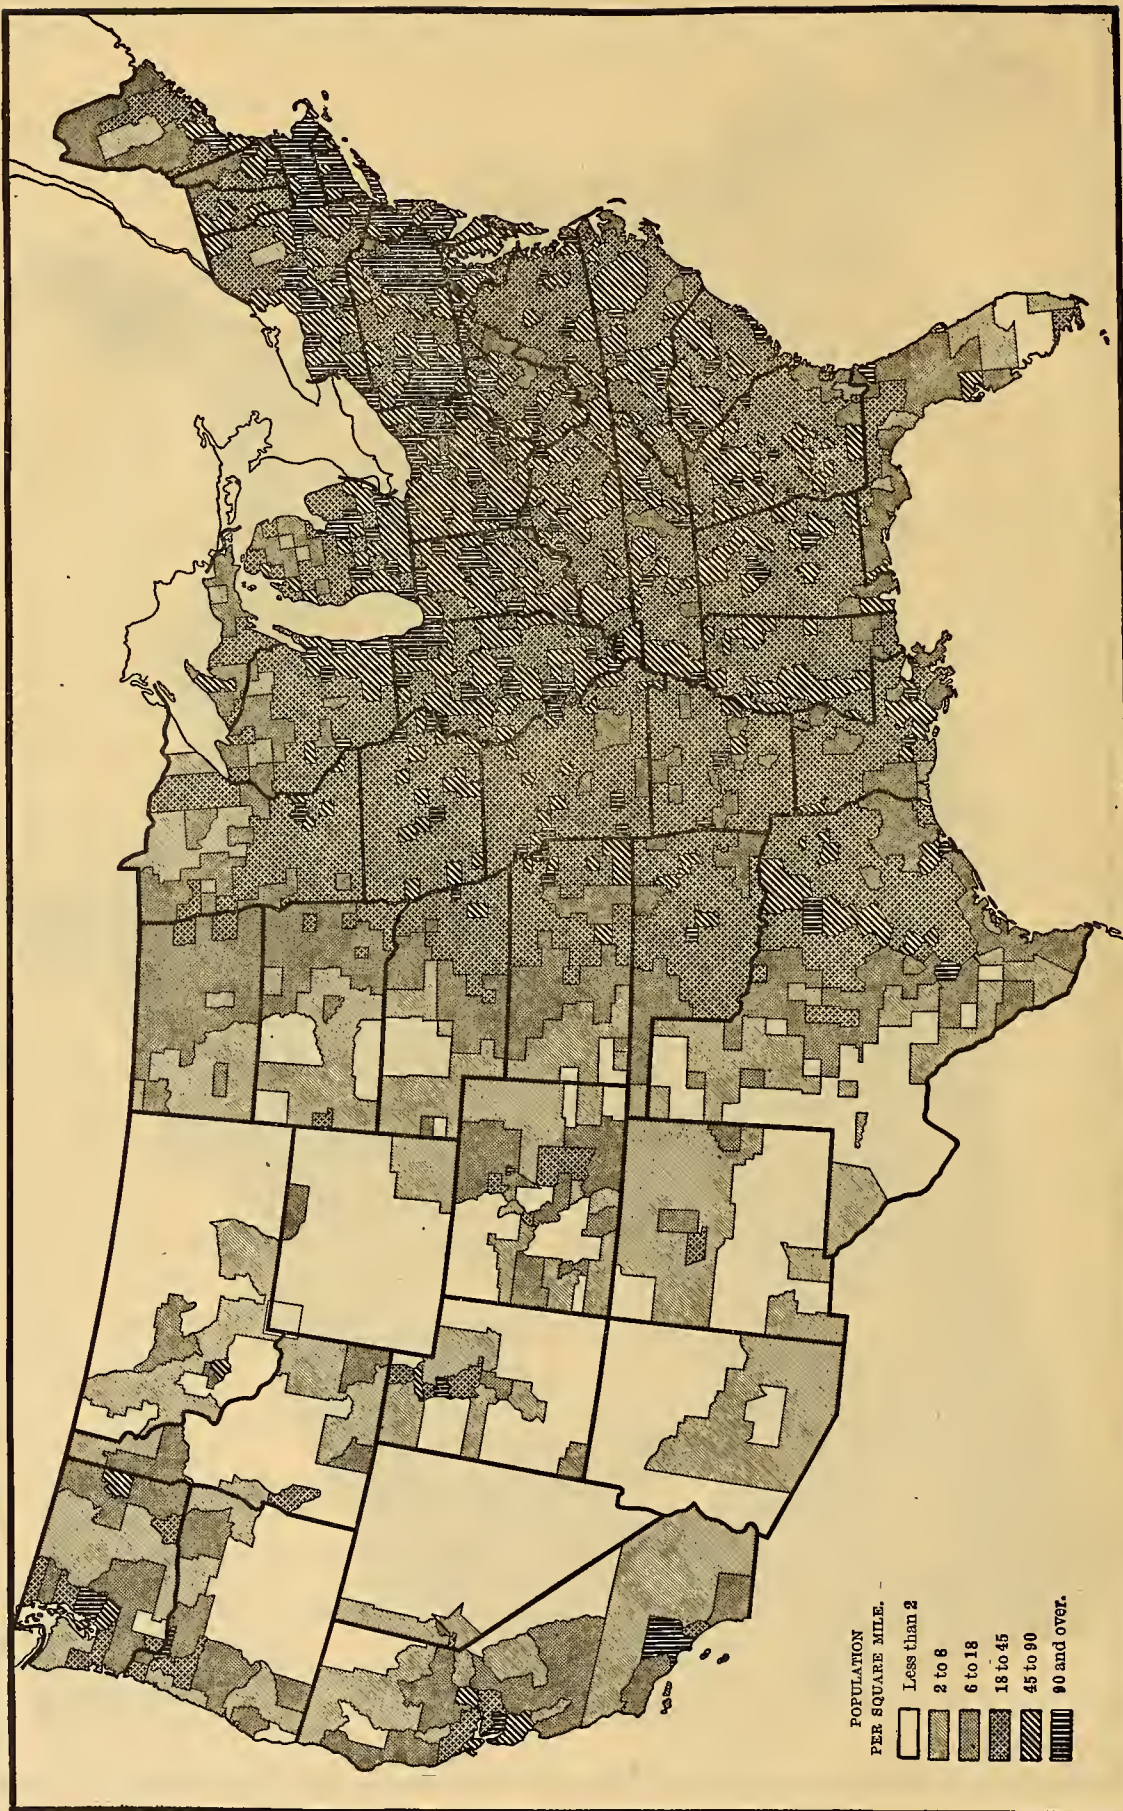 POPULATION
PER SQUARE MILE.
Less than 2
2 to 6
6 to 18
18 to 45
45 to 90
90 and over.